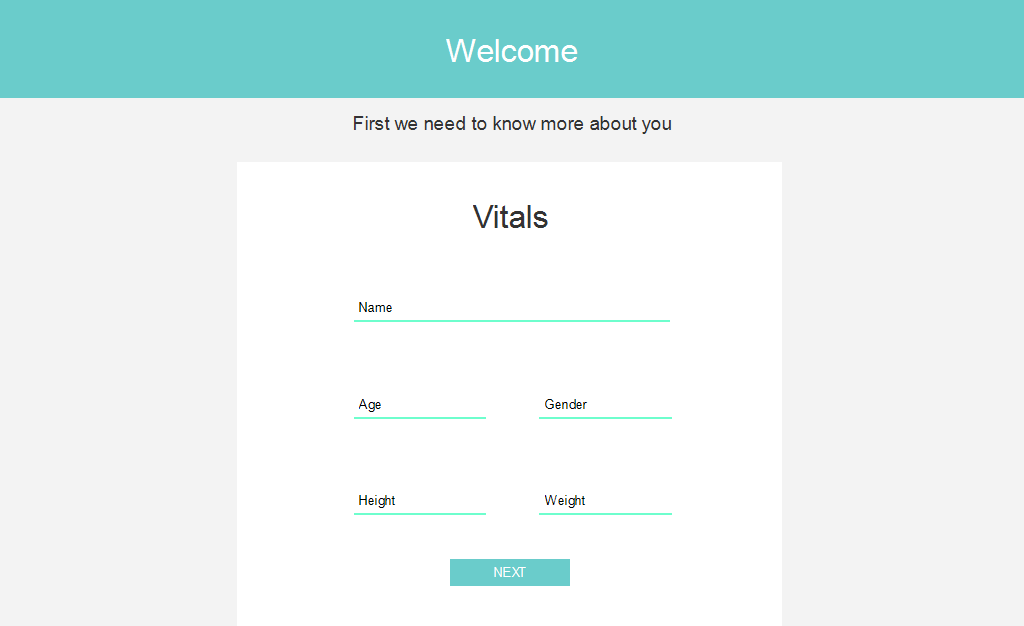 Welcome
First we need to know more about you
Vitals
Name
Age Gender
Height Weight
NEXT